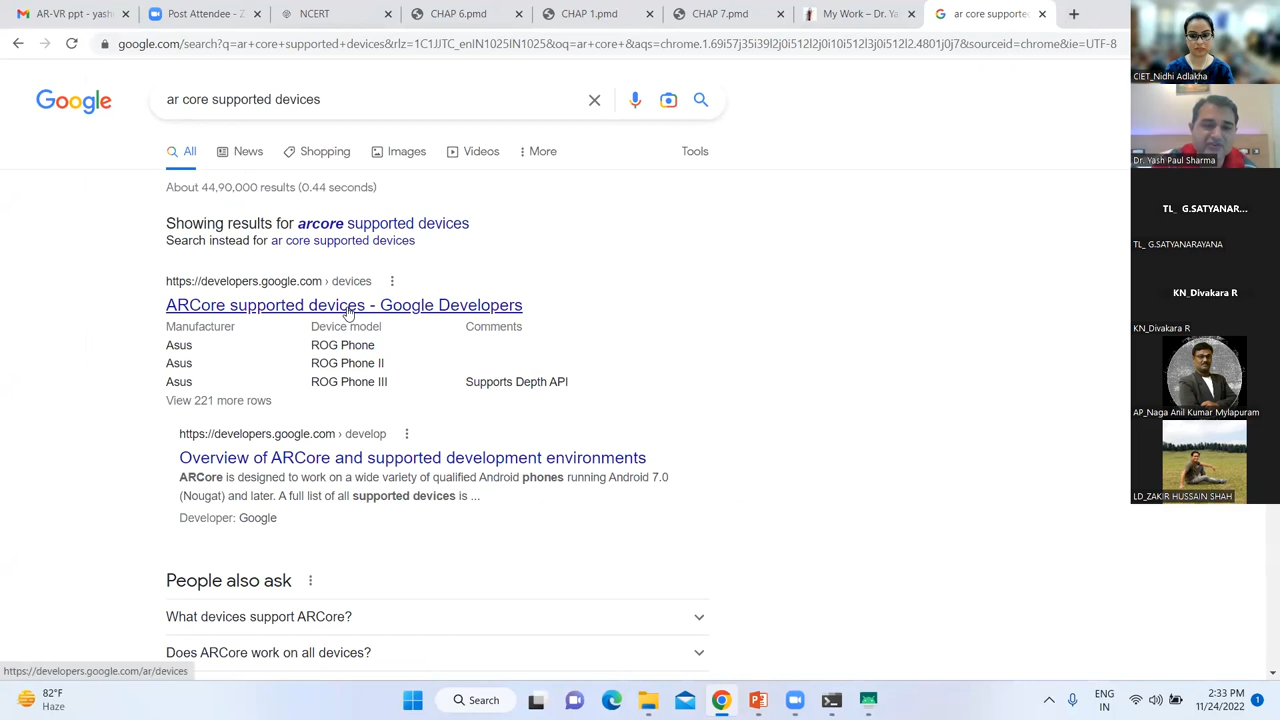 AR-VR ppt - yash
Post Attendee - Z
NCERT
CHAP 6.pmd
CHAP 1.pmd
CHAP 7.pmd
My Work – Dr. Ya
ar core supported
google.com/search?q=ar+core+supported+devices&rlz=1C1JJTC_enIN1025IN1025&oq=ar+core+&aqs=chrome.1.69i57j35i39l2j0i512l2j0i10i512l3j0i512l2.4801j0j7&sourceid=chrome&ie=UTF-8
Google
ar core supported devices
All
News
Shopping
Images
Videos
More
Tools
About 44,90,000 results (0.44 seconds)
Showing results for arcore supported devices
Search instead for ar core supported devices
https://developers.google.com › devices
ARCore supported devices - Google Developers
Manufacturer Device model Comments
Asus ROG Phone
Asus ROG Phone II
Asus ROG Phone III Supports Depth API
View 221 more rows
https://developers.google.com › develop
Overview of ARCore and supported development environments
ARCore is designed to work on a wide variety of qualified Android phones running Android 7.0
(Nougat) and later. A full list of all supported devices is ...
Developer: Google
People also ask
What devices support ARCore?
Does ARCore work on all devices?
https://developers.google.com/ar/devices
CIET_Nidhi Adlakha
Dr. Yash Paul Sharma
TL_ G.SATYANAR...
TL_ G.SATYANARAYANA
KN_Divakara R
KN_Divakara R
AP_Naga Anil Kumar Mylapuram
LD_ZAKIR HUSSAIN SHAH
82°F
Haze
Search
ENG
IN
2:33 PM
11/24/2022
1